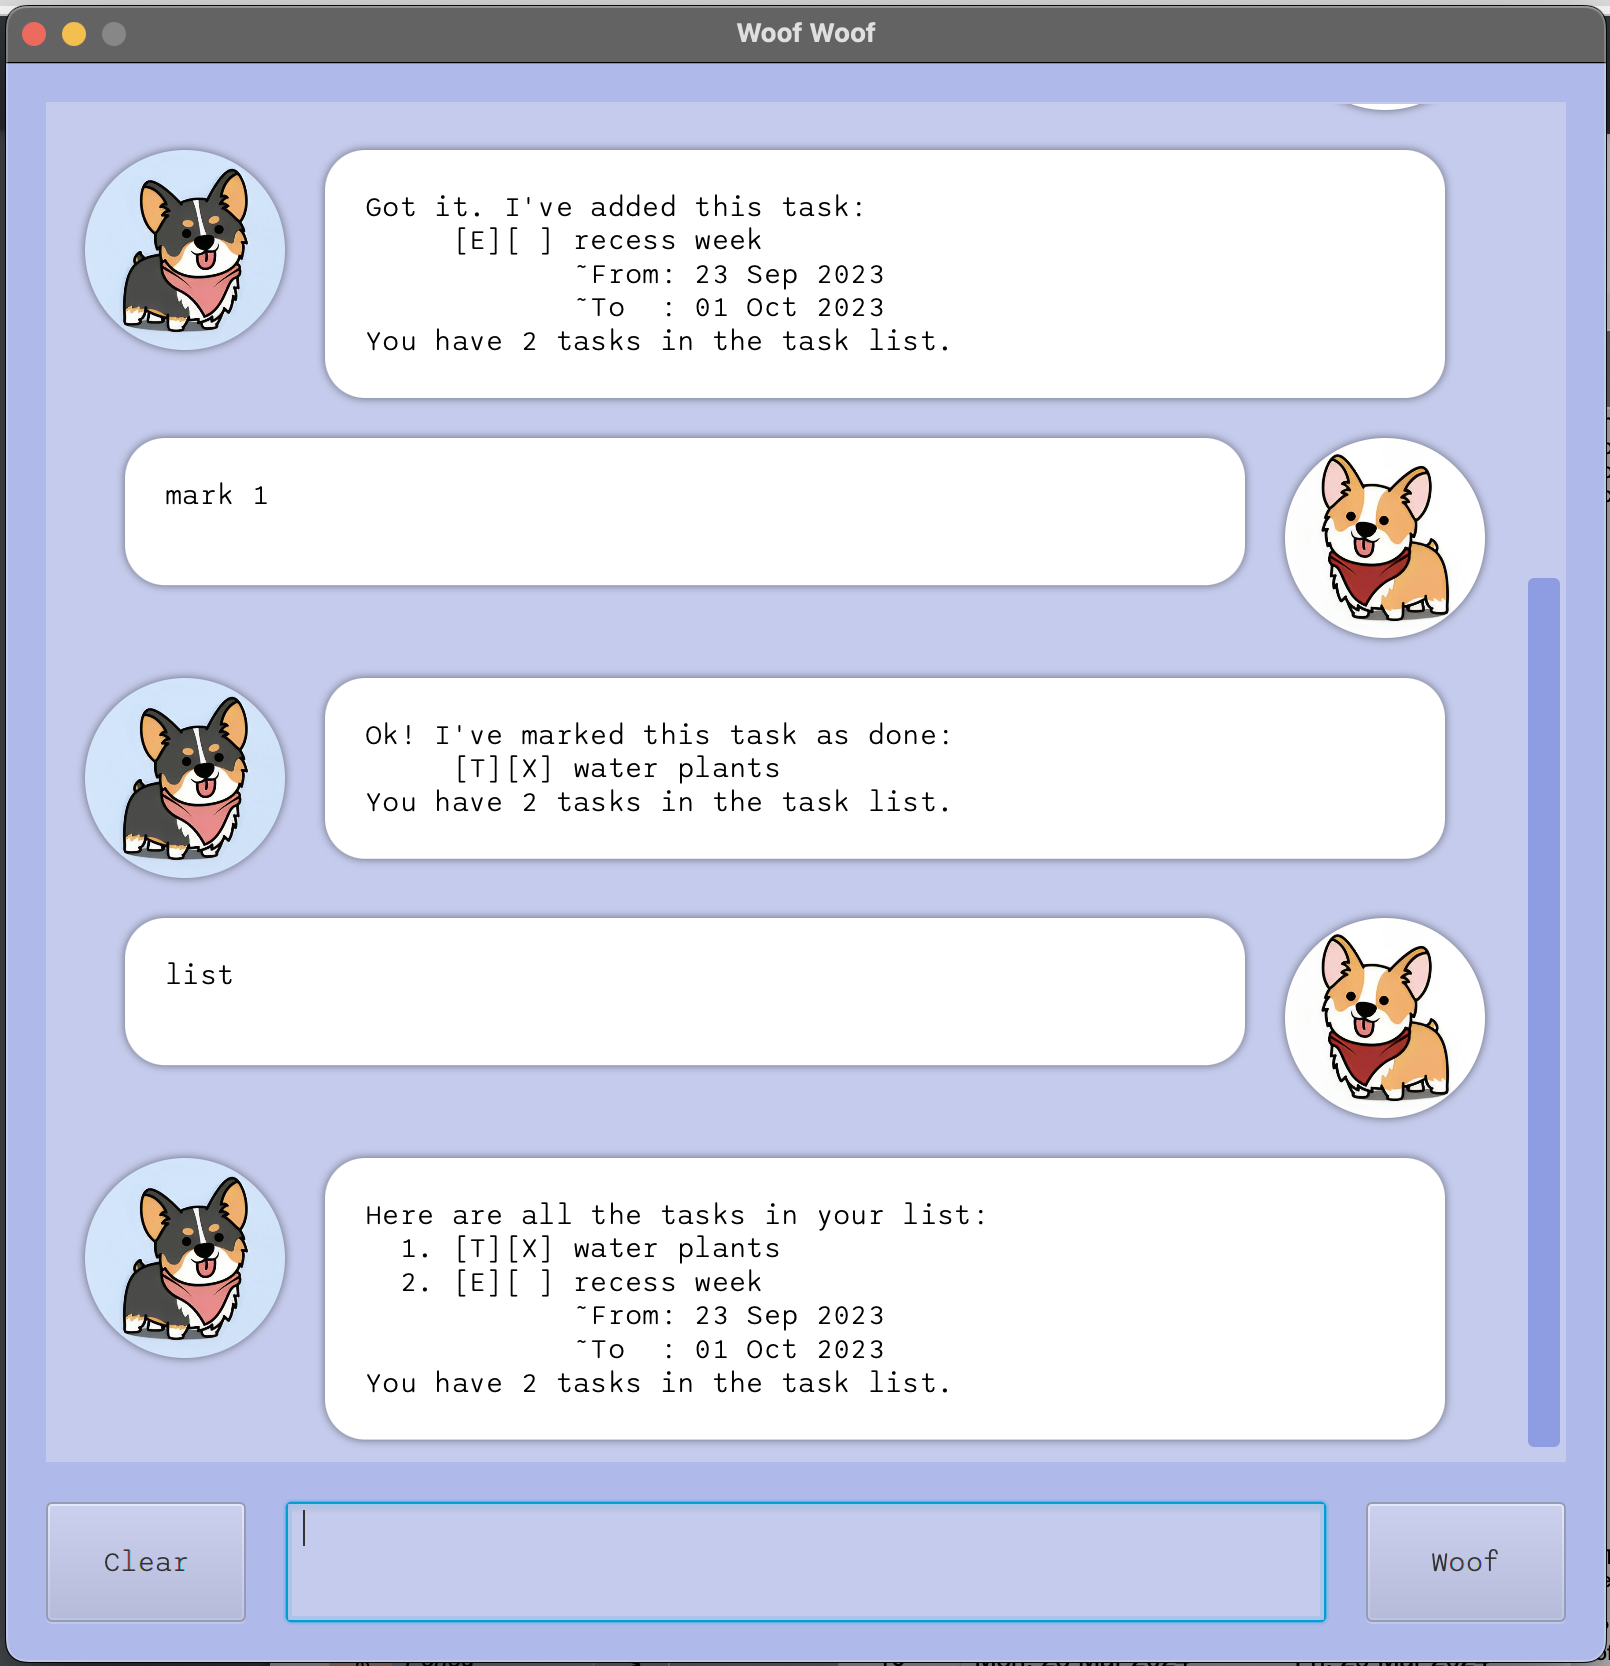 Woof Woof
Got it. I've added this task:
[E][ ] recess week
~From: 23 Sep 2023
~To  : 01 Oct 2023
You have 2 tasks in the task list.
mark 1
Ok! I've marked this task as done:
[T][X] water plants
You have 2 tasks in the task list.
list
Here are all the tasks in your list:
1. [T][X] water plants
2. [E][ ] recess week
~From: 23 Sep 2023
~To  : 01 Oct 2023
You have 2 tasks in the task list.
Clear
Woof